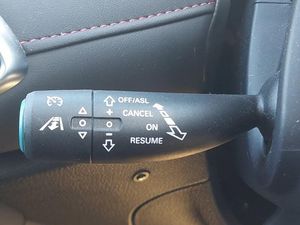 OFF/ASL
+ CANCEL
O O ON
- RESUME